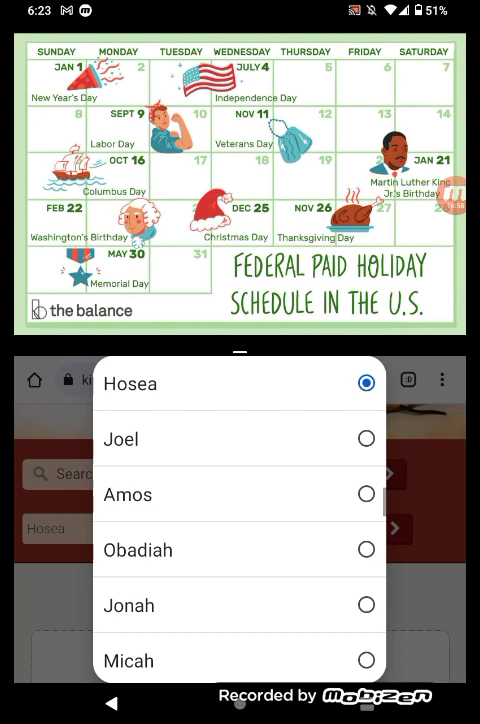 6:23 51%
SUNDAY MONDAY TUESDAY WEDNESDAY THURSDAY FRIDAY SATURDAY
JAN 1 2 JULY 4 5 6 7
New Year's Day Independence Day
8 SEPT 9 10 NOV 11 12 13 14
Labor Day Veterans Day
OCT 16 17 18 19 JAN 21
Columbus Day Martin Luther King
Jr.'s Birthday
FEB 22 DEC 25 NOV 26 27
Washington's Birthday Christmas Day Thanksgiving Day
MAY 30 31
Memorial Day
FEDERAL PAID HOLIDAY
SCHEDULE IN THE U.S.
the balance
Hosea
Joel
Searc
Amos
Hosea
Obadiah
Jonah
Micah
Recorded by MOBIZEN